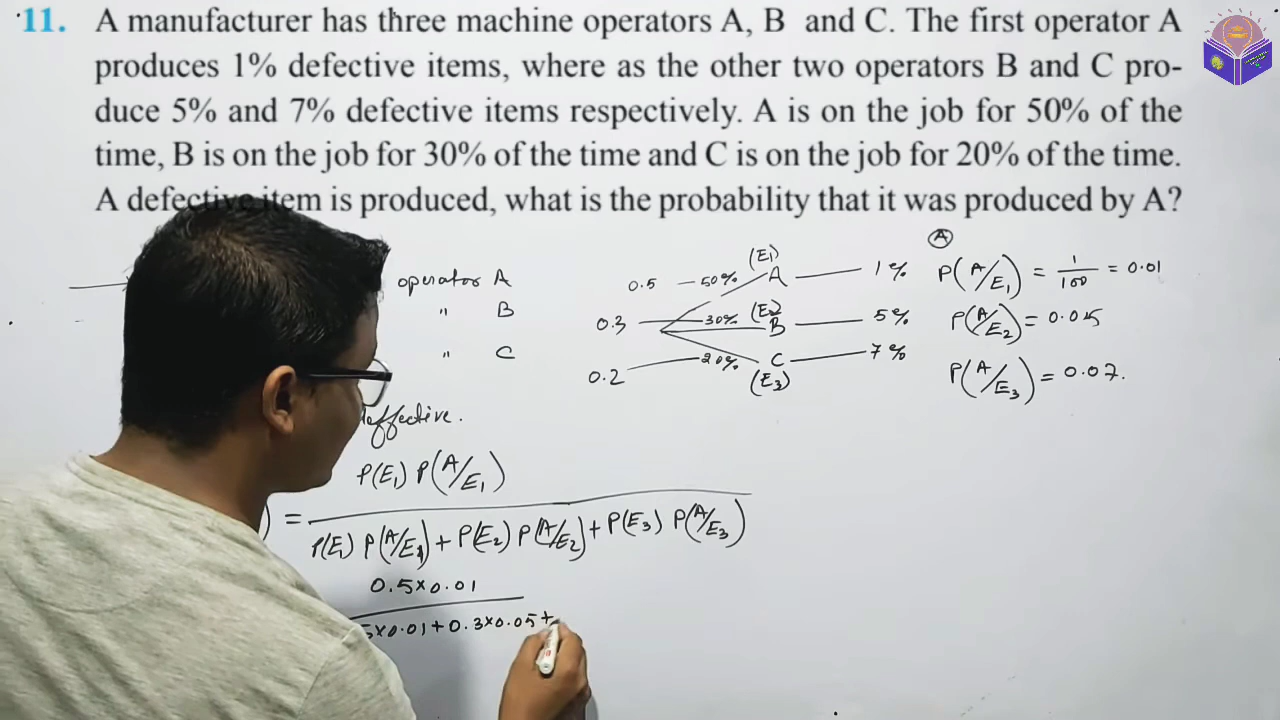 11. A manufacturer has three machine operators A, B and C. The first operator A
produces 1% defective items, where as the other two operators B and C pro-
duce 5% and 7% defective items respectively. A is on the job for 50% of the
time, B is on the job for 30% of the time and C is on the job for 20% of the time.
A defective item is produced, what is the probability that it was produced by A?
operator A
" B
" C
0.5 50% (E1) A 1%
0.3 30% (E2) B 5%
0.2 20% C (E3) 7%
(A)
P(A/E1) = 1/100 = 0.01
P(A/E2) = 0.05
P(A/E3) = 0.07.
deffective.
P(E1) P(A/E1)
) =
P(E1) P(A/E1) + P(E2) P(A/E2) + P(E3) P(A/E3)
0.5×0.01
5×0.01+0.3×0.05+